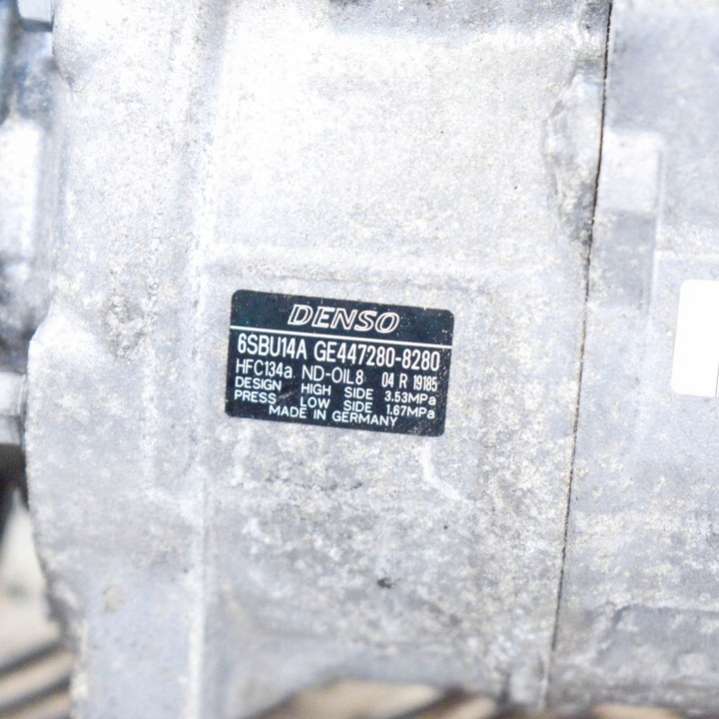 DENSO
6SBU14A GE447280-8280
HFC134a ND-OIL8 04 R 19185
DESIGN HIGH SIDE 3.53MPa
PRESS LOW SIDE 1.67MPa
MADE IN GERMANY